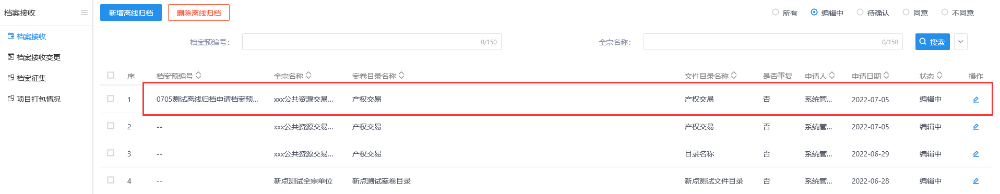 档案接收
档案接收
档案接收变更
档案征集
项目打包情况
新增离线归档 删除离线归档 所有 编辑中 待确认 同意 不同意
档案预编号： 0/150 全宗名称： 0/150 搜索
序 档案预编号 全宗名称 案卷目录名称 文件目录名称 是否重复 申请人 申请日期 状态 操作
1 0705测试离线归档申请档案预... xxx公共资源交易... 产权交易 产权交易 否 系统管... 2022-07-05 编辑中
2 -- xxx公共资源交易... 产权交易 产权交易 否 系统管... 2022-07-05 编辑中
3 -- xxx公共资源交易... 产权交易 目录名称 否 系统管... 2022-06-29 编辑中
4 -- 新点测试全宗单位 新点测试案卷目录 新点测试文件目录 否 系统管... 2022-06-28 编辑中